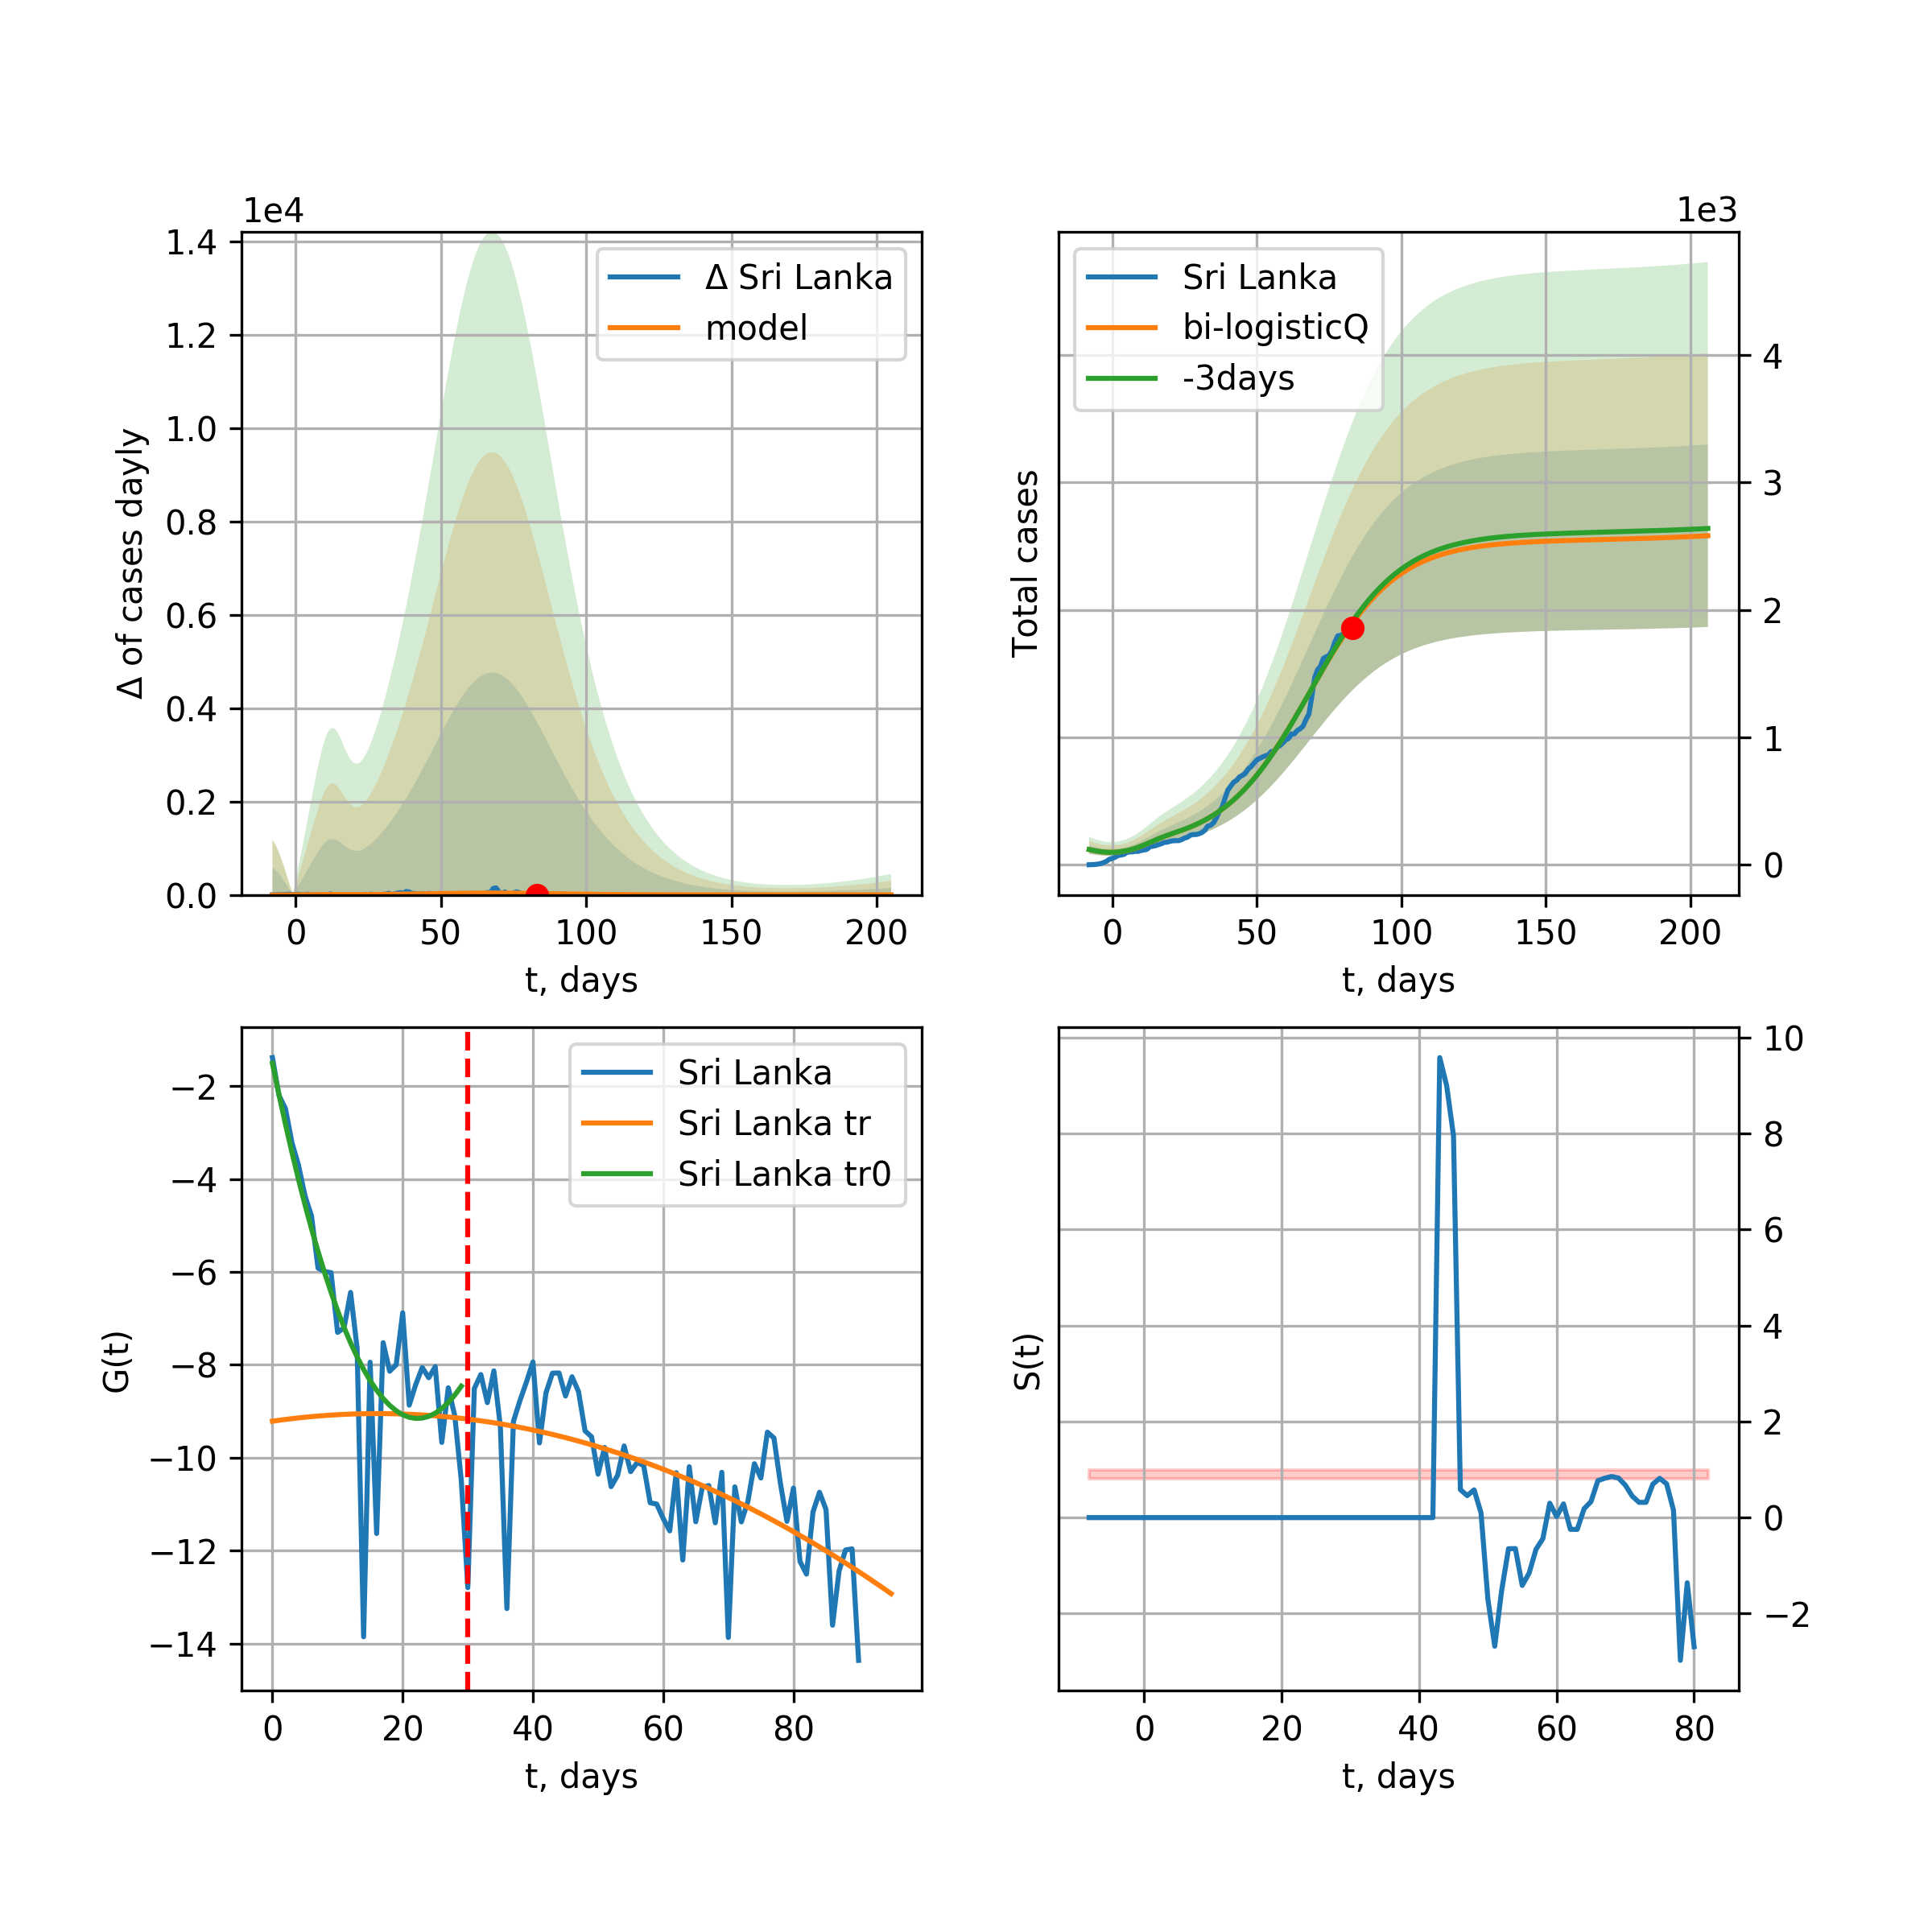 1e4
1.4
1.2
1.0
0.8
0.6
0.4
0.2
0.0
Δ of cases dayly
Δ Sri Lanka
model
0 50 100 150 200
t, days
1e3
Sri Lanka
bi-logisticQ
-3days
Total cases
4
3
2
1
0
0 50 100 150 200
t, days
G(t)
−2
−4
−6
−8
−10
−12
−14
Sri Lanka
Sri Lanka tr
Sri Lanka tr0
0 20 40 60 80
t, days
S(t)
10
8
6
4
2
0
−2
0 20 40 60 80
t, days